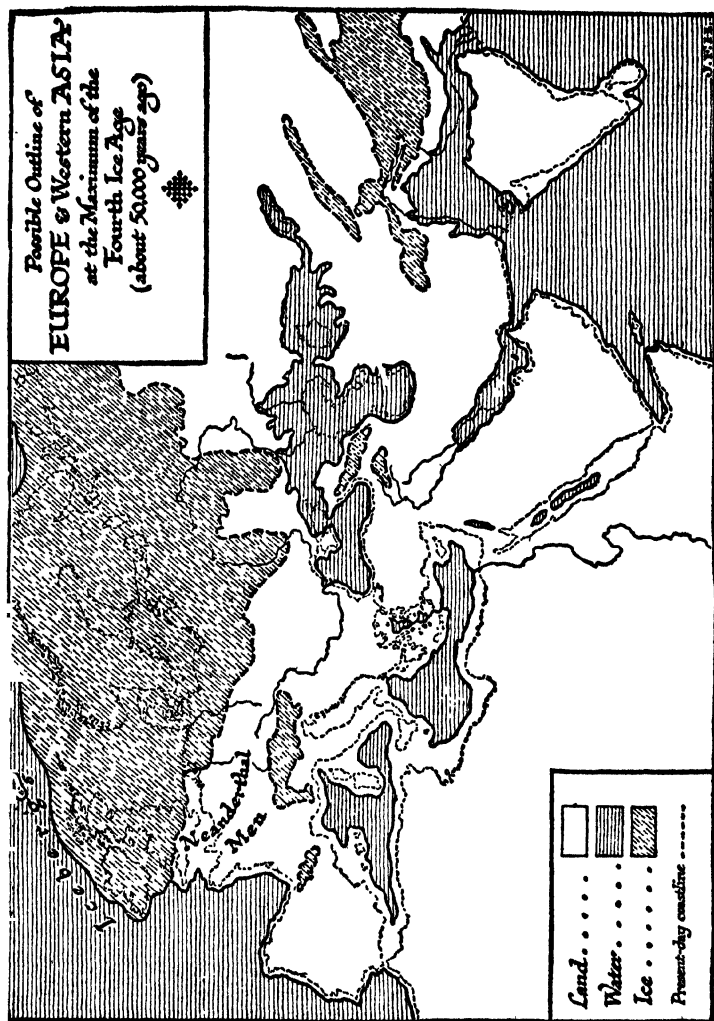 Possible Outline of
EUROPE & Western ASIA
at the Maximum of the
Fourth Ice Age
(about 50,000 years ago)
Neanderthal
Men
Land
Water
Ice
Present-day coastline
J.F.H.